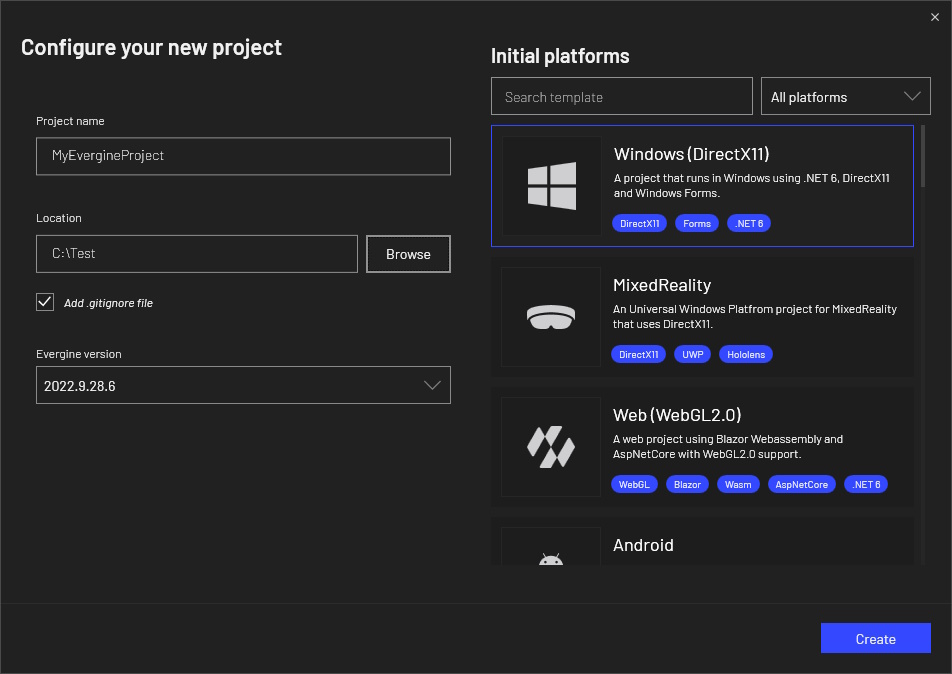 Configure your new project
Project name
MyEvergineProject
Location
C:\Test
Browse
Add .gitignore file
Evergine version
2022.9.28.6
Initial platforms
Search template
All platforms
Windows (DirectX11)
A project that runs in Windows using .NET 6, DirectX11
and Windows Forms.
DirectX11 Forms .NET 6
MixedReality
An Universal Windows Platfrom project for MixedReality
that uses DirectX11.
DirectX11 UWP Hololens
Web (WebGL2.0)
A web project using Blazor Webassembly and
AspNetCore with WebGL2.0 support.
WebGL Blazor Wasm AspNetCore .NET 6
Android
Create